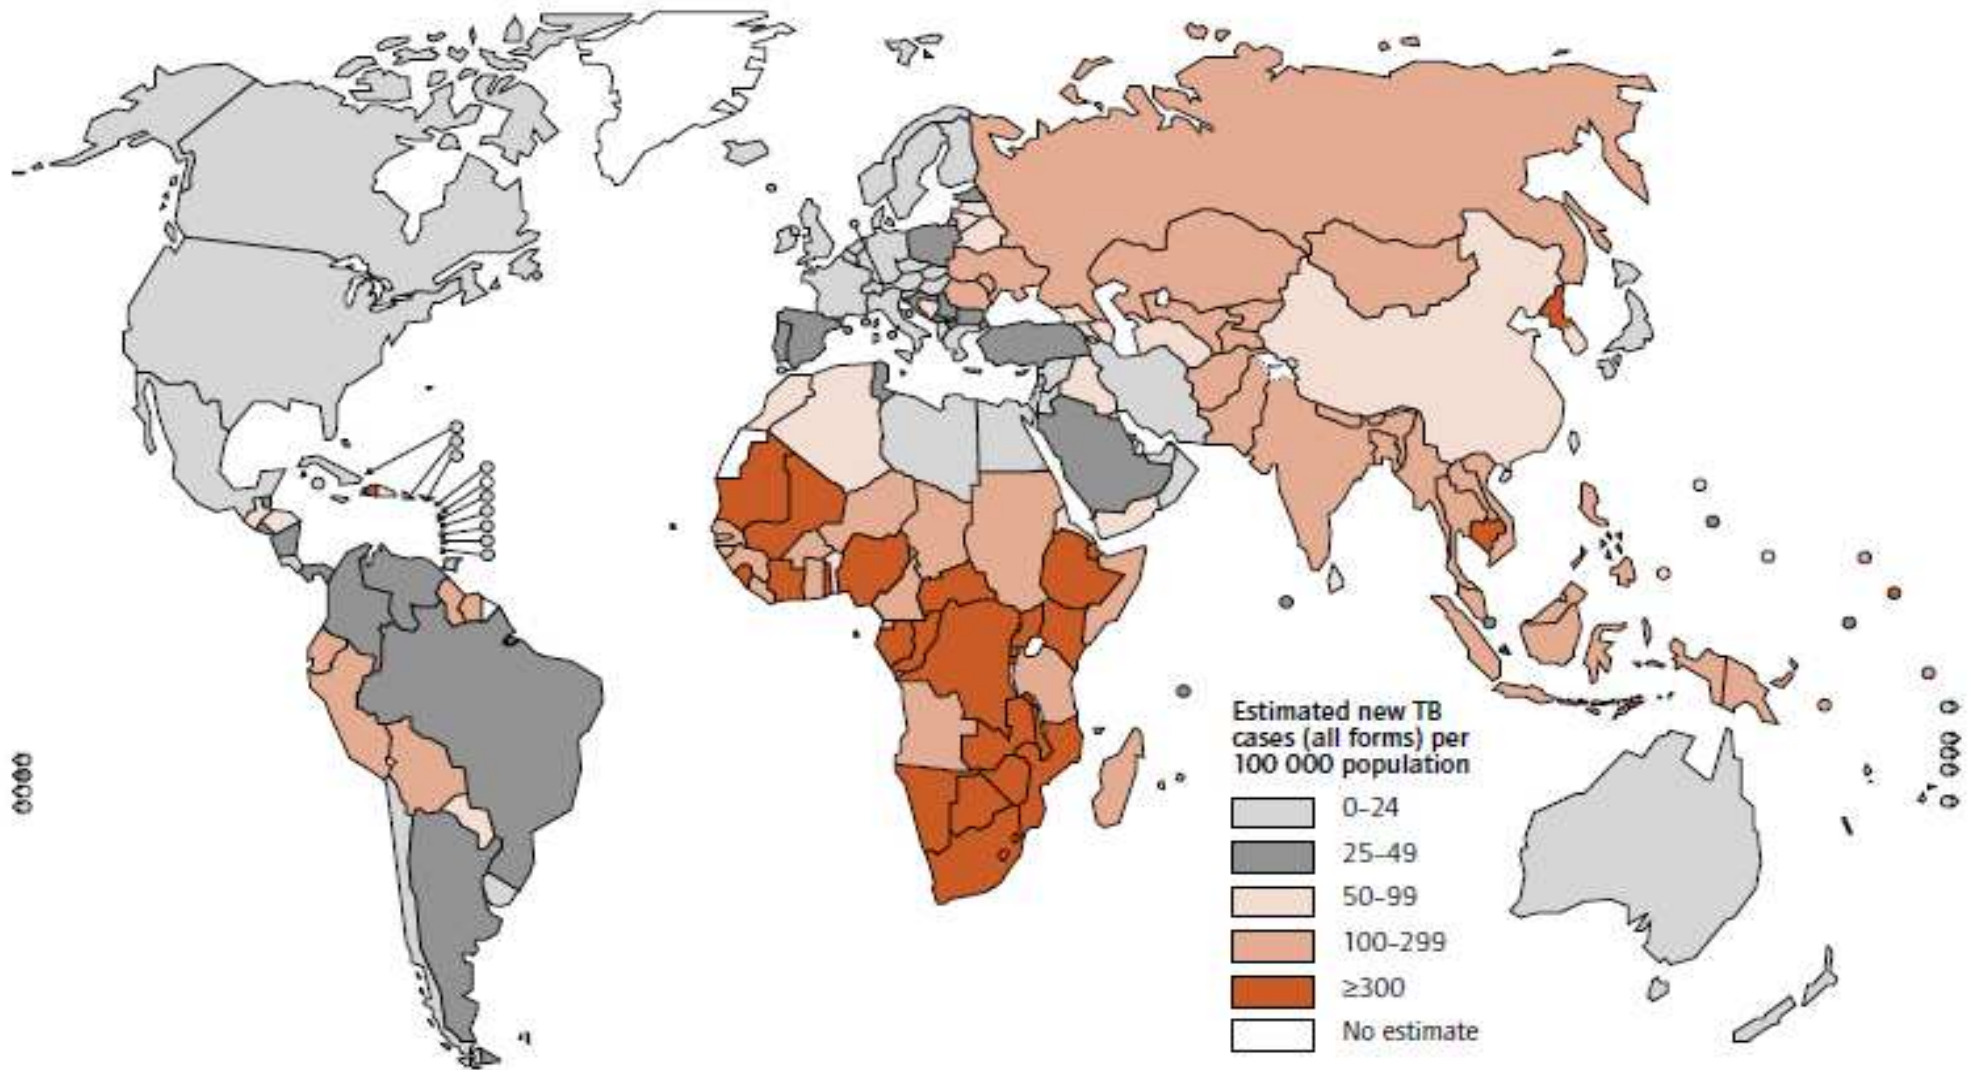 Estimated new TB
cases (all forms) per
100 000 population
0–24
25–49
50–99
100–299
≥300
No estimate